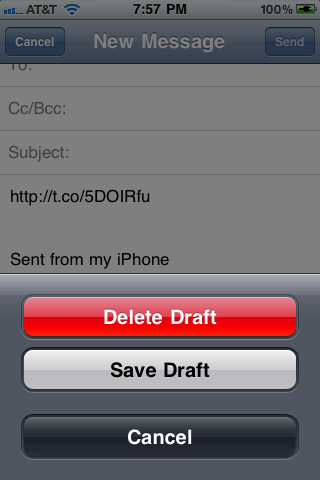 AT&T 7:57 PM 100%
Cancel New Message Send
To:
Cc/Bcc:
Subject:
http://t.co/5DOIRfu
Sent from my iPhone
Delete Draft
Save Draft
Cancel